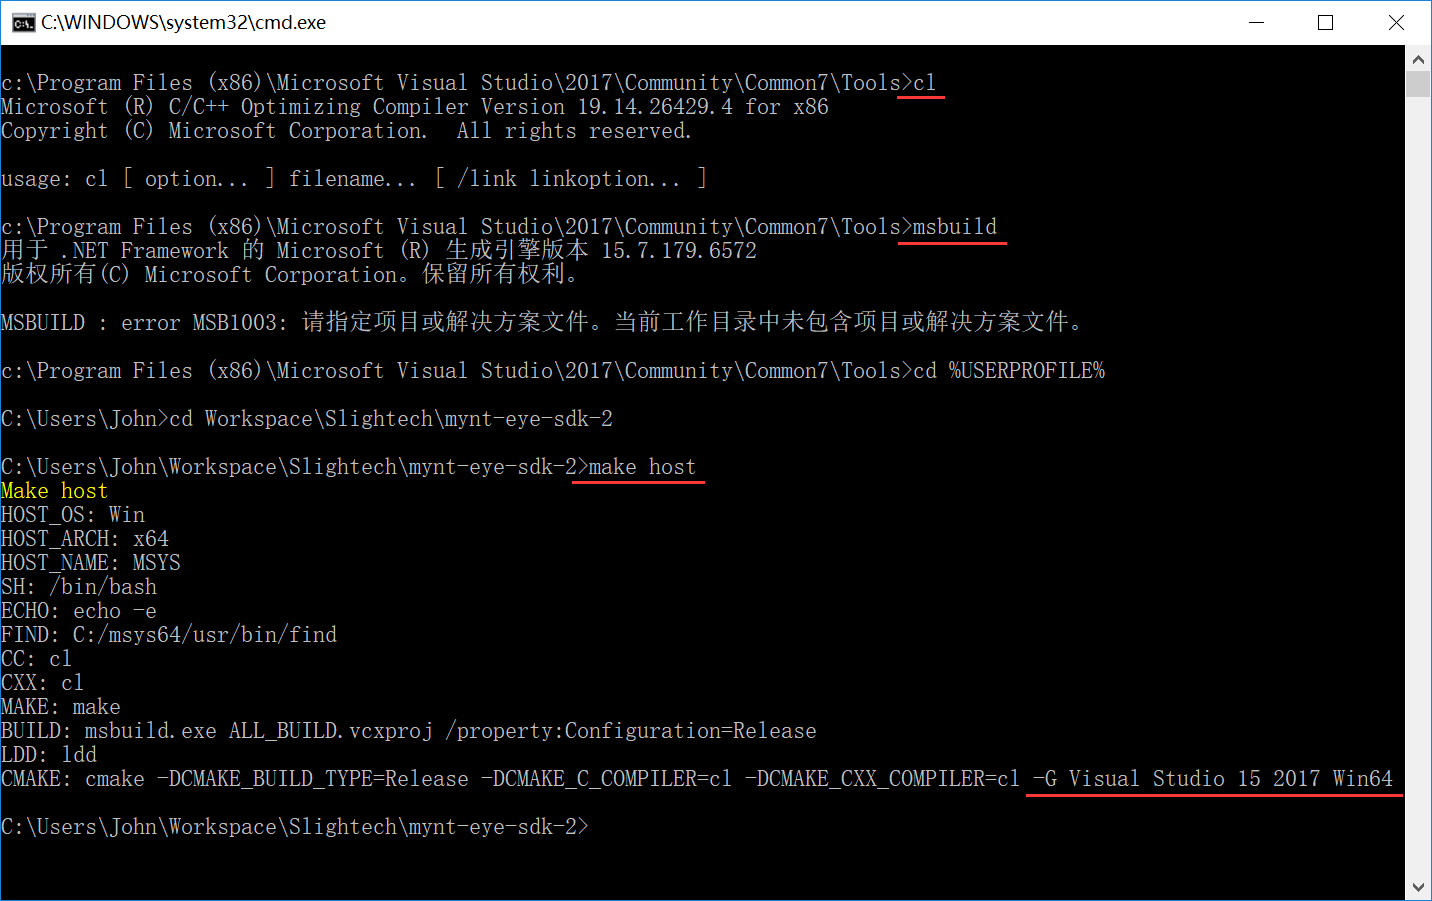 C:\WINDOWS\system32\cmd.exe
c:\Program Files (x86)\Microsoft Visual Studio\2017\Community\Common7\Tools>cl
Microsoft (R) C/C++ Optimizing Compiler Version 19.14.26429.4 for x86
Copyright (C) Microsoft Corporation.  All rights reserved.
usage: cl [ option... ] filename... [ /link linkoption... ]
c:\Program Files (x86)\Microsoft Visual Studio\2017\Community\Common7\Tools>msbuild
用于 .NET Framework 的 Microsoft (R) 生成引擎版本 15.7.179.6572
版权所有(C) Microsoft Corporation。保留所有权利。
MSBUILD : error MSB1003: 请指定项目或解决方案文件。当前工作目录中未包含项目或解决方案文件。
c:\Program Files (x86)\Microsoft Visual Studio\2017\Community\Common7\Tools>cd %USERPROFILE%
C:\Users\John>cd Workspace\Slightech\mynt-eye-sdk-2
C:\Users\John\Workspace\Slightech\mynt-eye-sdk-2>make host
Make host
HOST_OS: Win
HOST_ARCH: x64
HOST_NAME: MSYS
SH: /bin/bash
ECHO: echo -e
FIND: C:/msys64/usr/bin/find
CC: cl
CXX: cl
MAKE: make
BUILD: msbuild.exe ALL_BUILD.vcxproj /property:Configuration=Release
LDD: ldd
CMAKE: cmake -DCMAKE_BUILD_TYPE=Release -DCMAKE_C_COMPILER=cl -DCMAKE_CXX_COMPILER=cl -G Visual Studio 15 2017 Win64
C:\Users\John\Workspace\Slightech\mynt-eye-sdk-2>